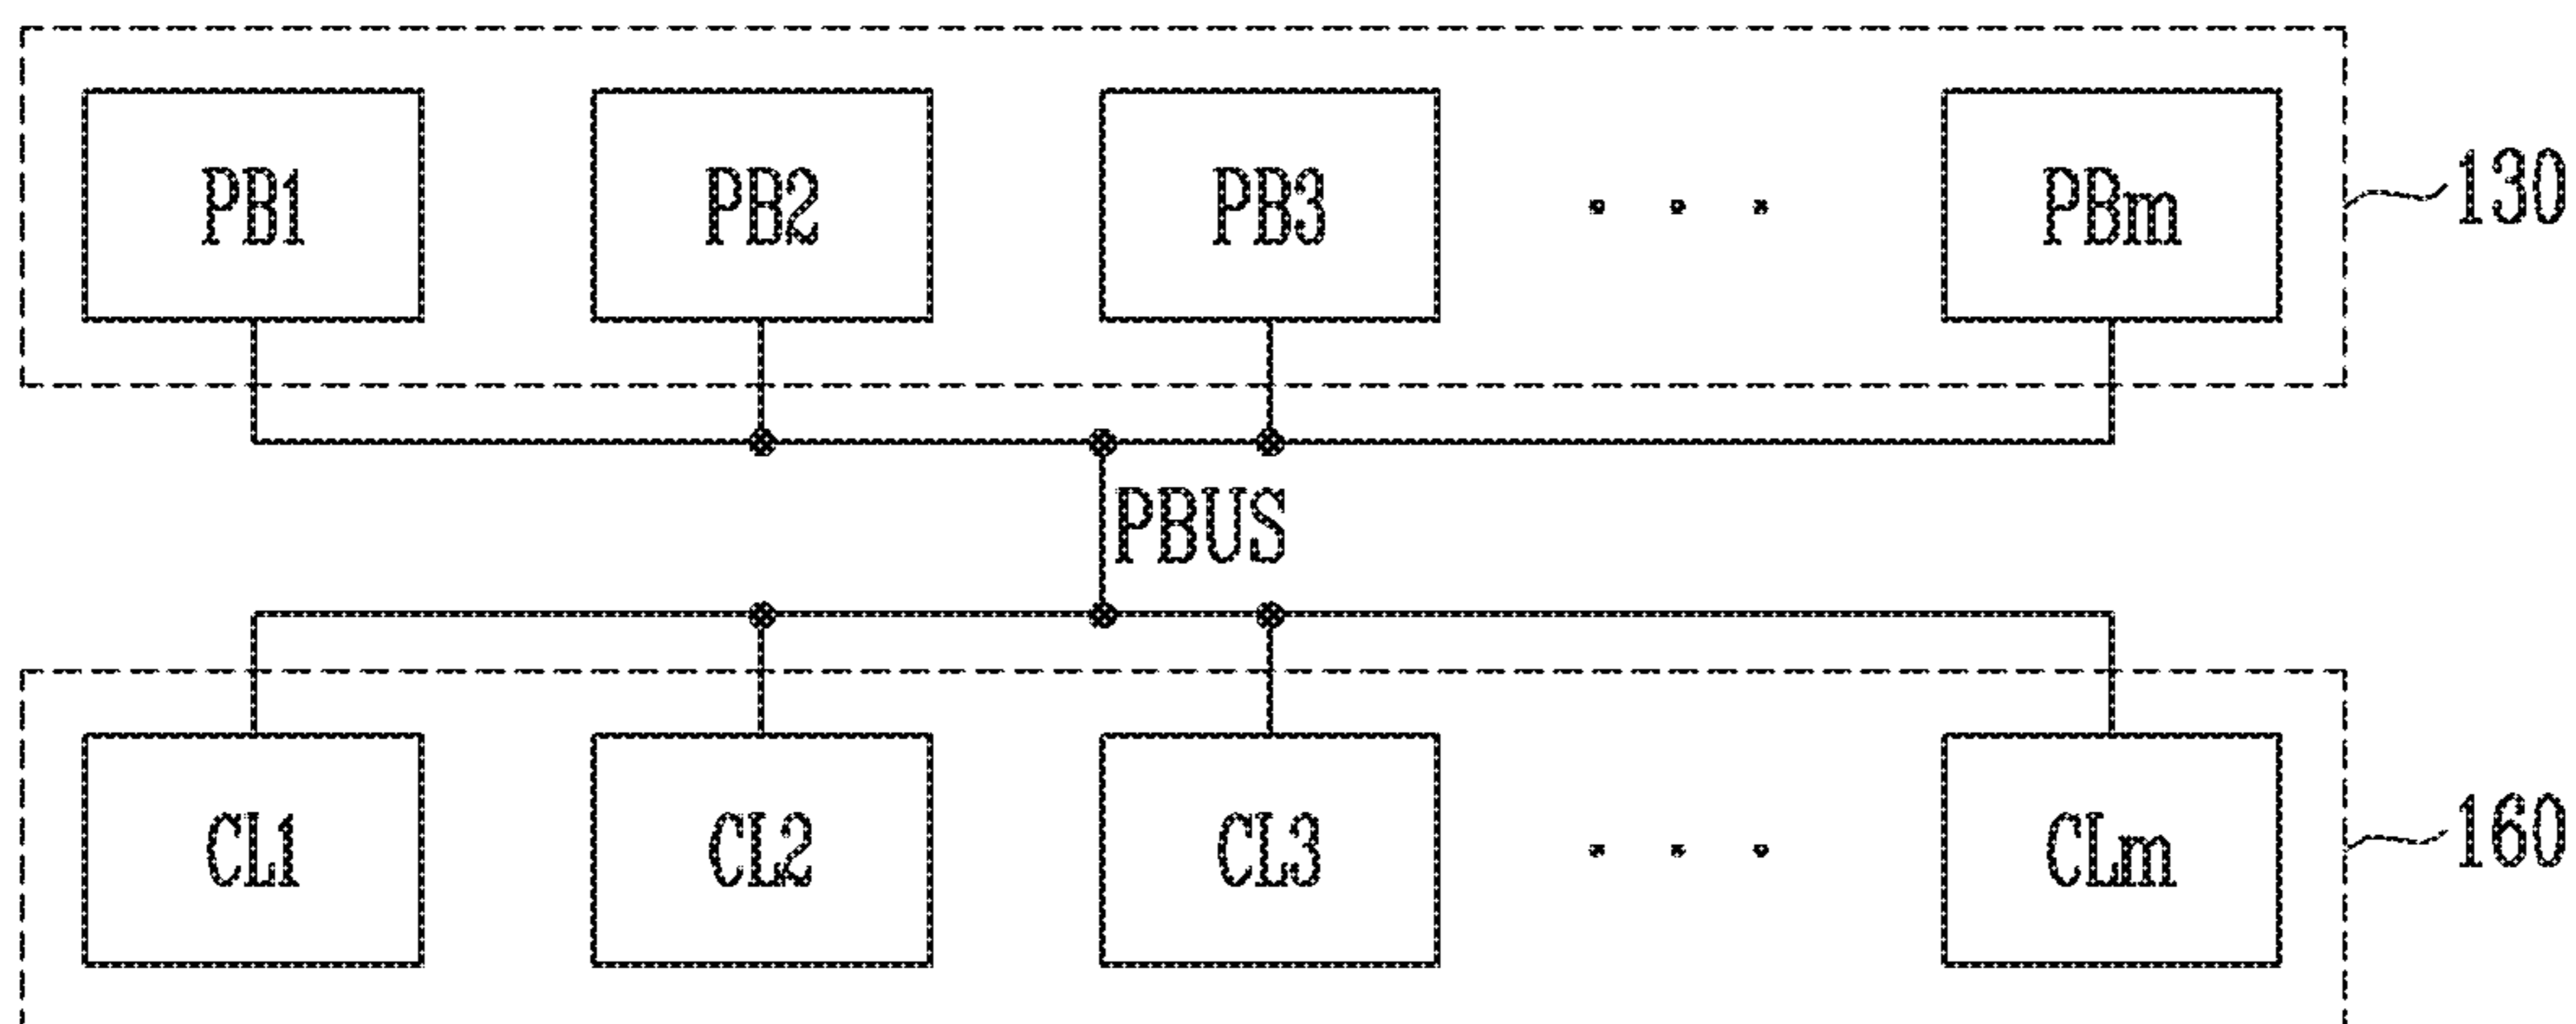 PB1 PB2 PB3 . . . PBm 130
PBUS
CL1 CL2 CL3 . . . CLm 160